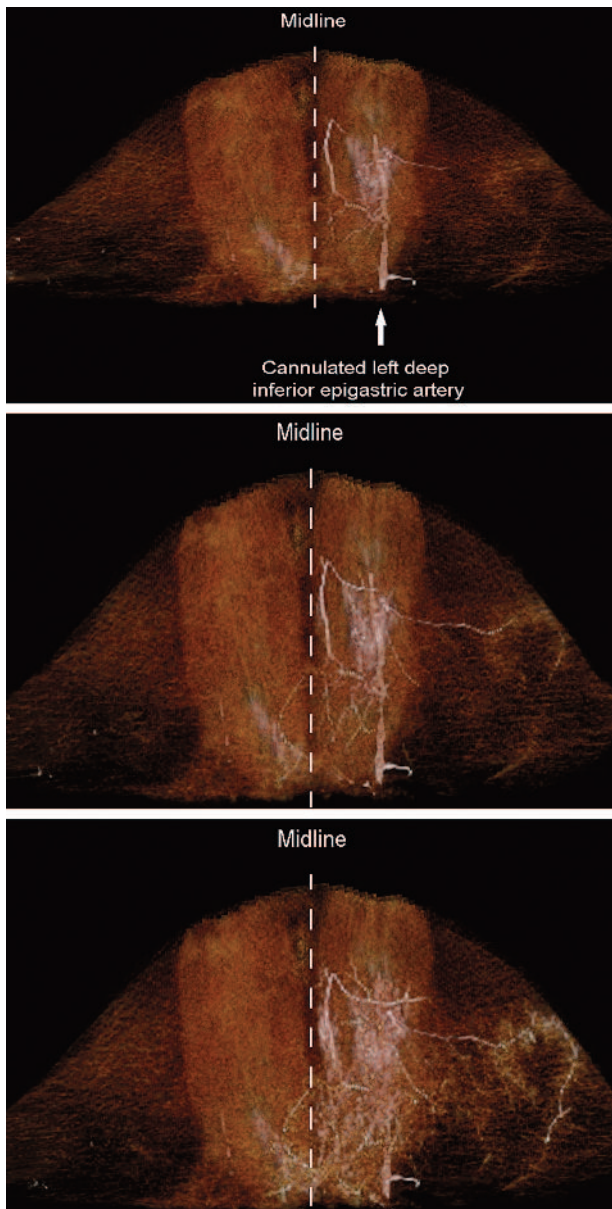 Midline
Cannulated left deep
inferior epigastric artery
Midline
Midline